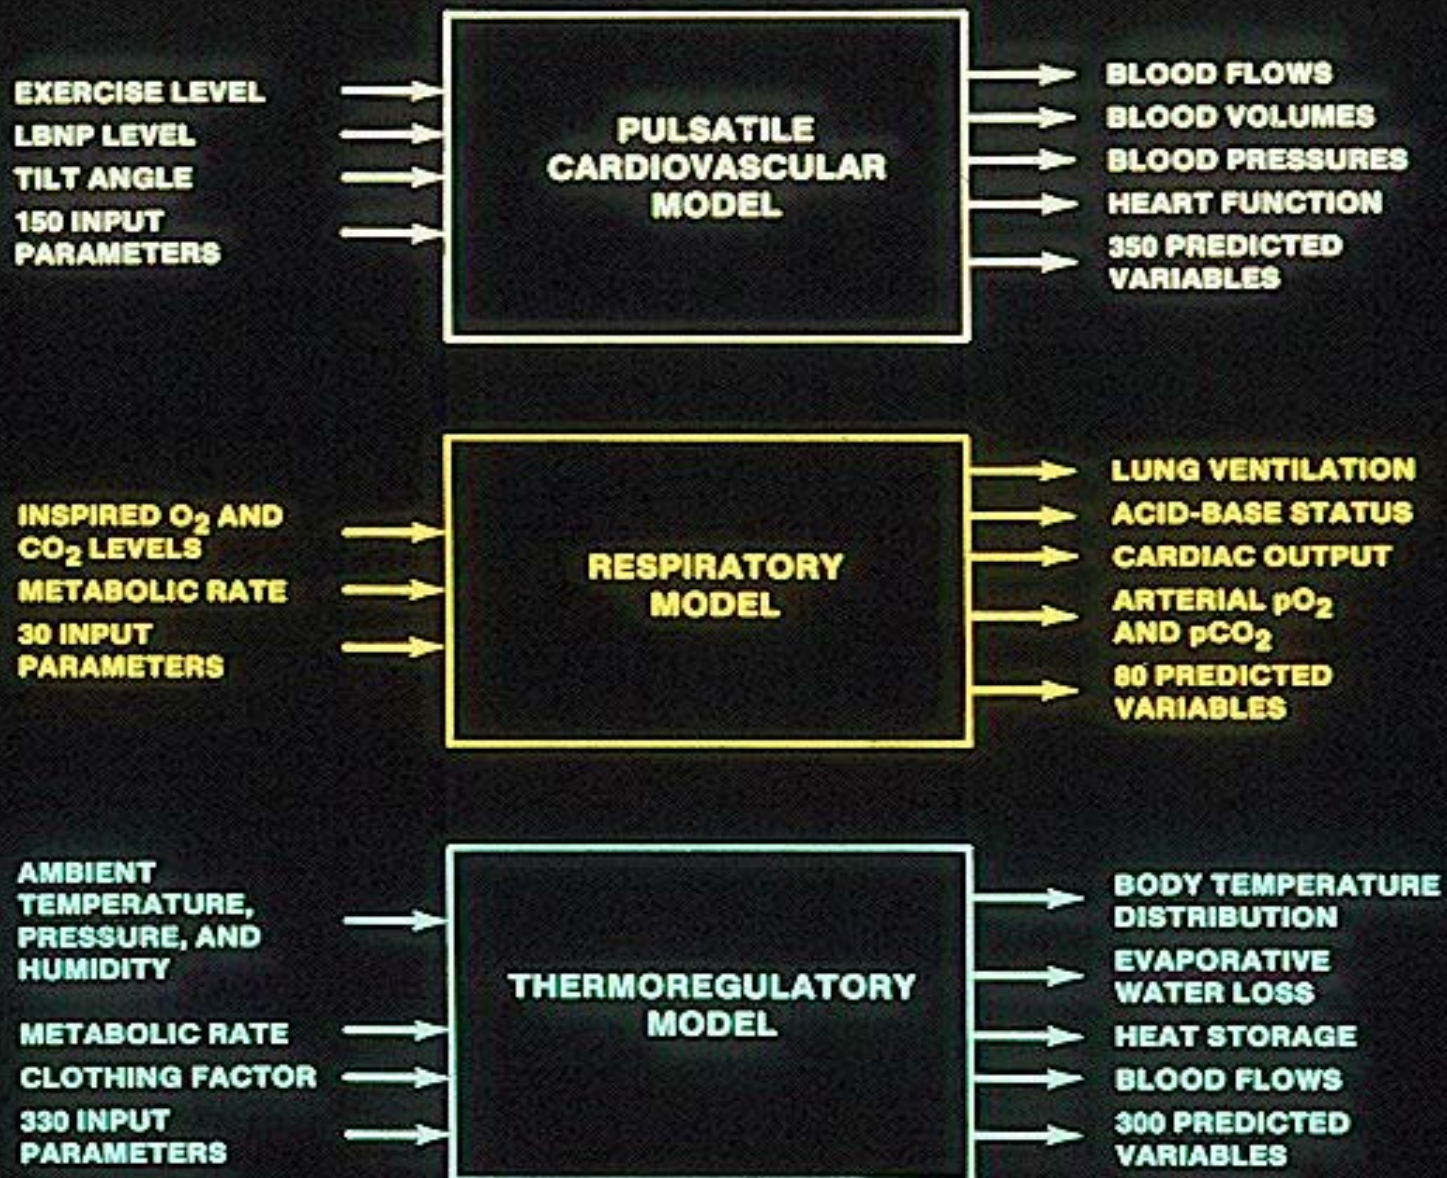 EXERCISE LEVEL
LBNP LEVEL
TILT ANGLE
150 INPUT
PARAMETERS
PULSATILE
CARDIOVASCULAR
MODEL
BLOOD FLOWS
BLOOD VOLUMES
BLOOD PRESSURES
HEART FUNCTION
350 PREDICTED
VARIABLES
INSPIRED O₂ AND
CO₂ LEVELS
METABOLIC RATE
30 INPUT
PARAMETERS
RESPIRATORY
MODEL
LUNG VENTILATION
ACID-BASE STATUS
CARDIAC OUTPUT
ARTERIAL pO₂
AND pCO₂
80 PREDICTED
VARIABLES
AMBIENT
TEMPERATURE,
PRESSURE, AND
HUMIDITY
METABOLIC RATE
CLOTHING FACTOR
330 INPUT
PARAMETERS
THERMOREGULATORY
MODEL
BODY TEMPERATURE
DISTRIBUTION
EVAPORATIVE
WATER LOSS
HEAT STORAGE
BLOOD FLOWS
300 PREDICTED
VARIABLES